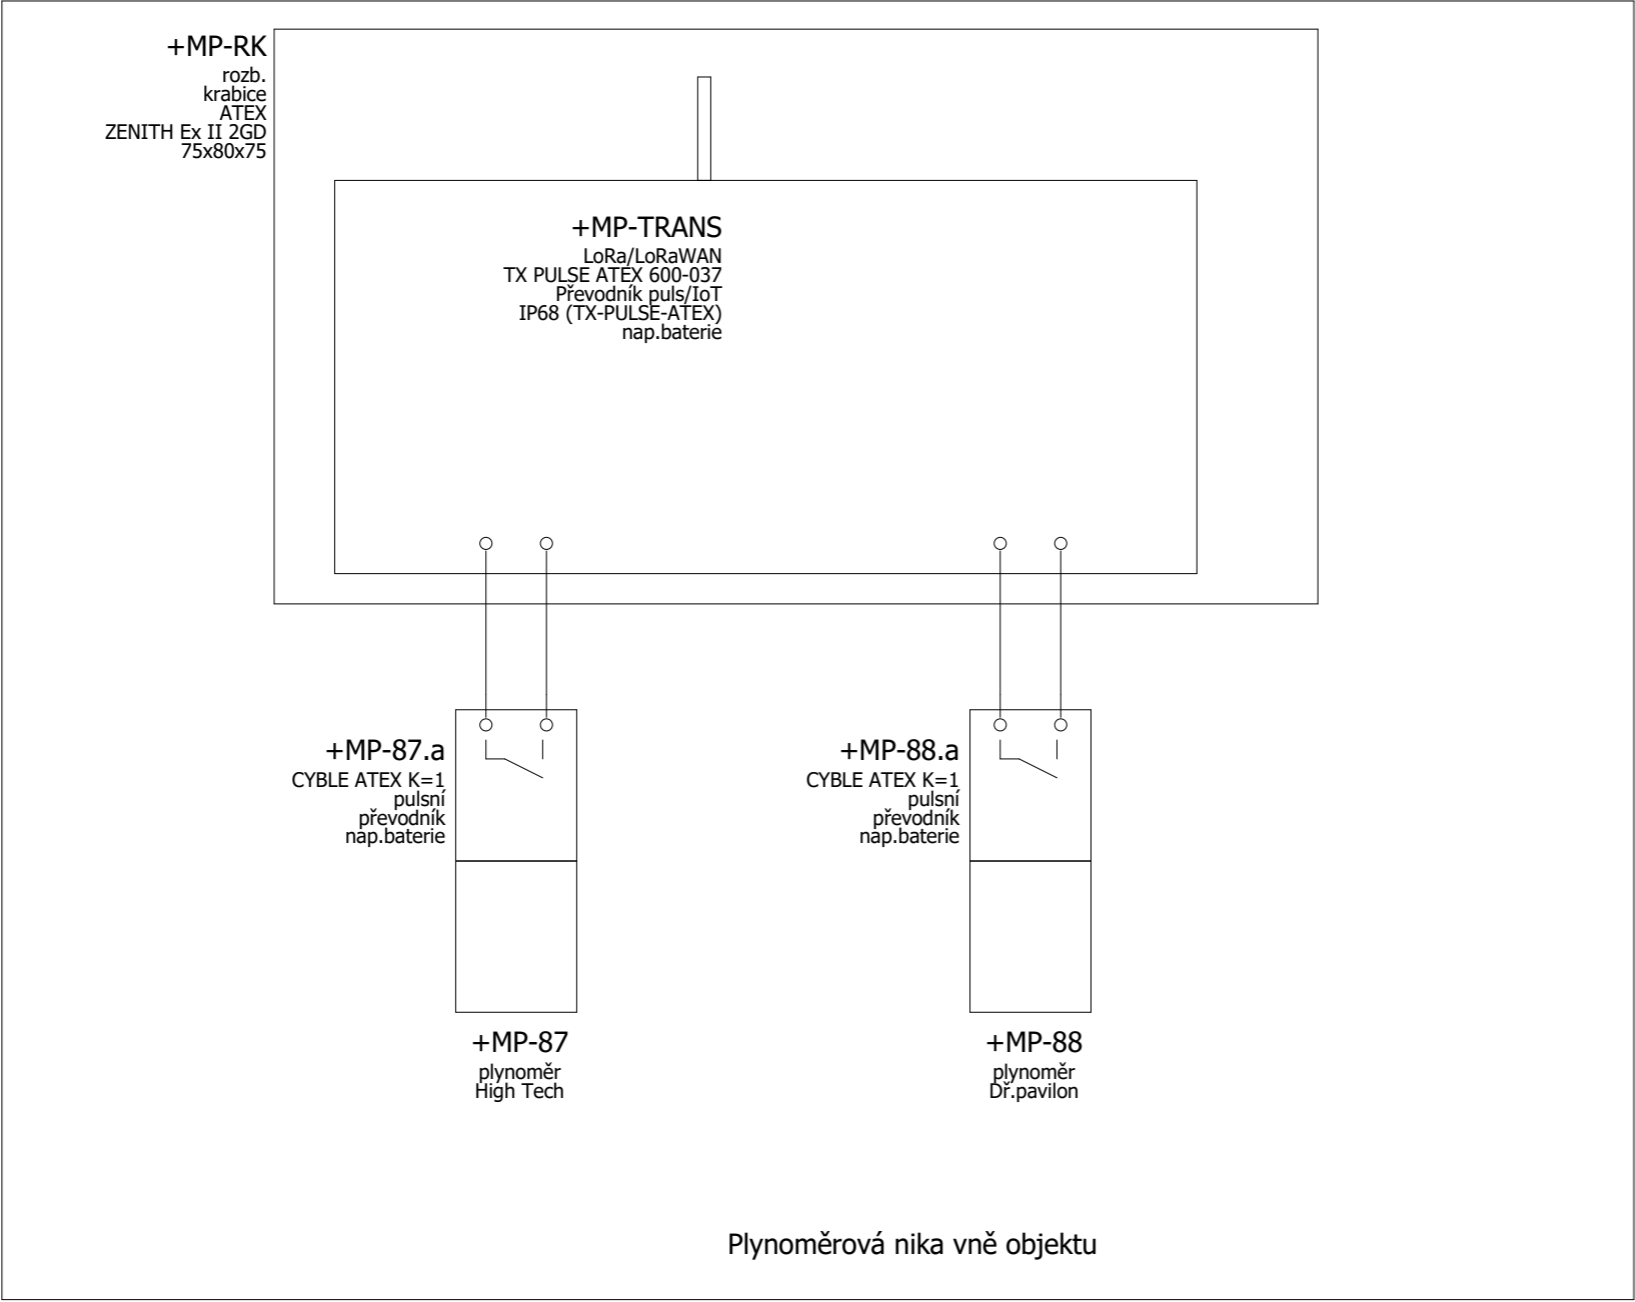 +MP-RK
rozb.
krabice
ATEX
ZENITH Ex II 2GD
75x80x75
+MP-TRANS
LoRa/LoRaWAN
TX PULSE ATEX 600-037
Převodník puls/IoT
IP68 (TX-PULSE-ATEX)
nap.baterie
+MP-87.a
CYBLE ATEX K=1
pulsní
převodník
nap.baterie
+MP-88.a
CYBLE ATEX K=1
pulsní
převodník
nap.baterie
+MP-87
plynoměr
High Tech
+MP-88
plynoměr
Dř.pavilon
Plynoměrová nika vně objektu